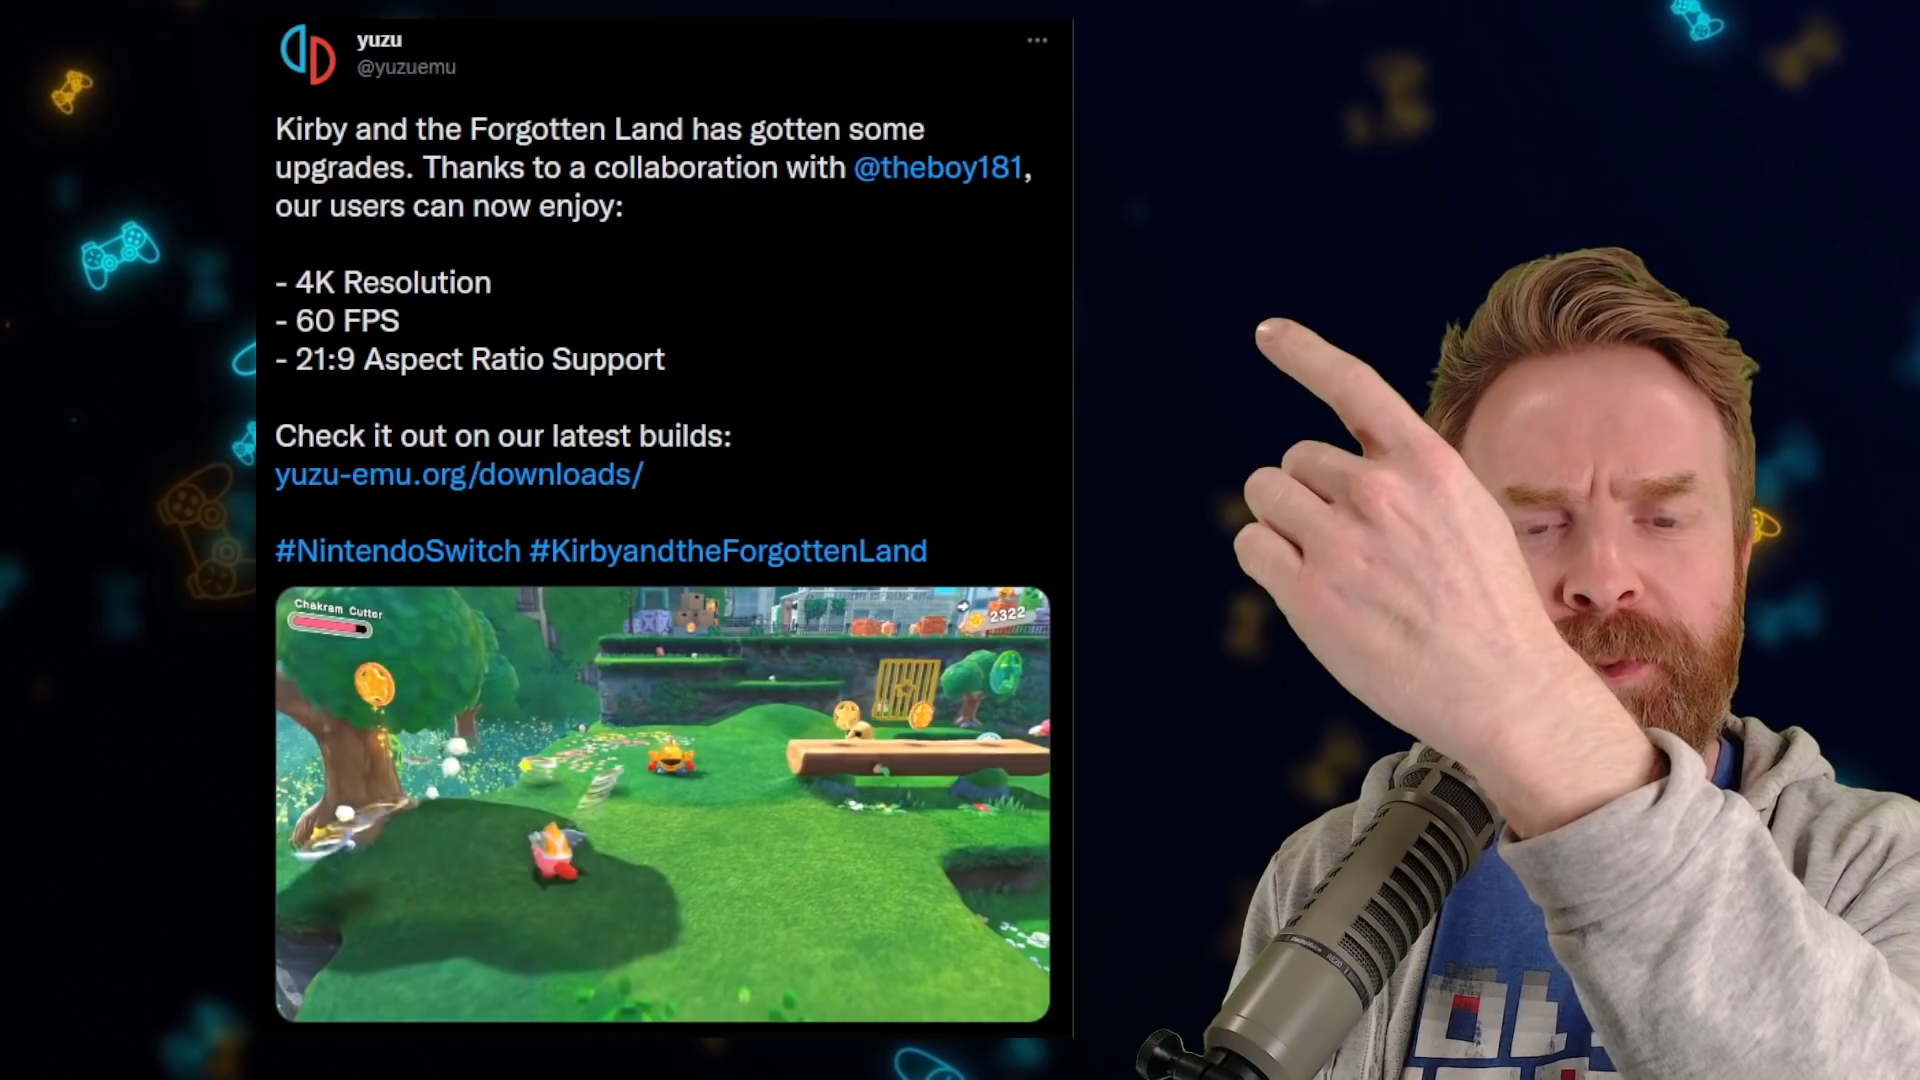 yuzu
@yuzuemu
Kirby and the Forgotten Land has gotten some
upgrades. Thanks to a collaboration with @theboy181,
our users can now enjoy:
- 4K Resolution
- 60 FPS
- 21:9 Aspect Ratio Support
Check it out on our latest builds:
yuzu-emu.org/downloads/
#NintendoSwitch #KirbyandtheForgottenLand
Chakram Cutter
2322
RE20